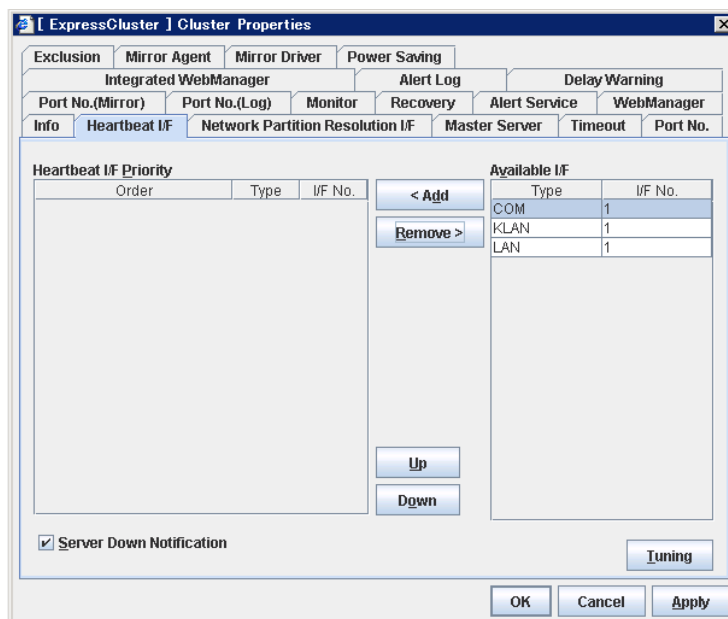 [ ExpressCluster ] Cluster Properties
Exclusion Mirror Agent Mirror Driver Power Saving
Integrated WebManager Alert Log Delay Warning
Port No.(Mirror) Port No.(Log) Monitor Recovery Alert Service WebManager
Info Heartbeat I/F Network Partition Resolution I/F Master Server Timeout Port No.
Heartbeat I/F Priority Available I/F
Order Type I/F No. < Add Type I/F No.
COM 1
Remove > KLAN 1
LAN 1
Up
Down
Server Down Notification
Tuning
OK Cancel Apply